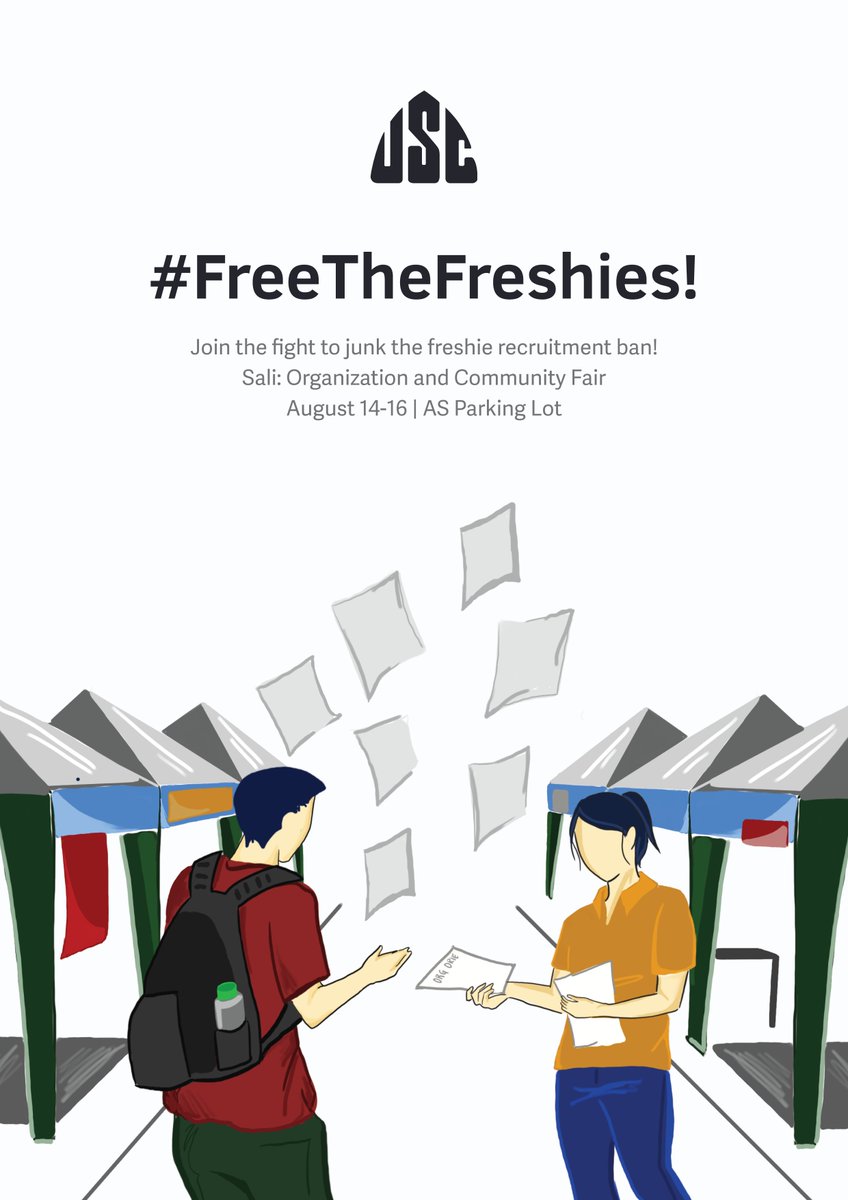 USC
#FreeTheFreshies!
Join the fight to junk the freshie recruitment ban!
Sali: Organization and Community Fair
August 14-16 | AS Parking Lot
ORG